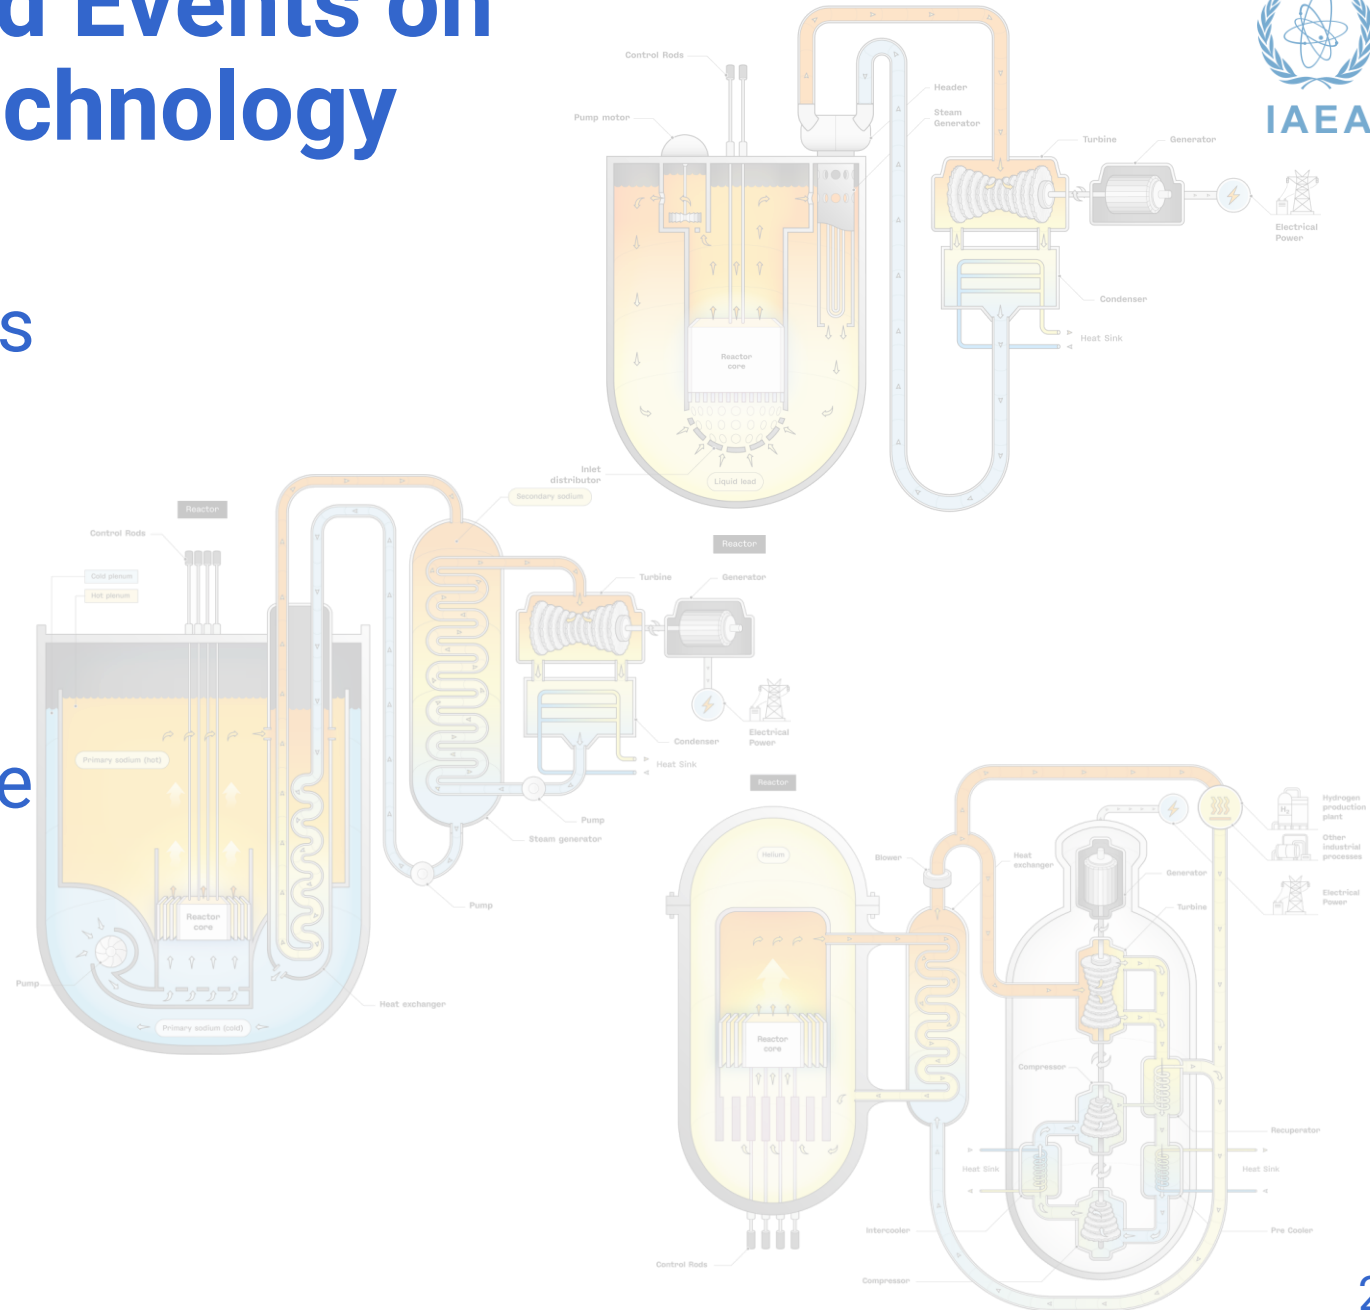 d Events on
chnology
IAEA
s
e
Control Rods
Pump motor
Header
Steam
Generator
Turbine
Generator
Electrical
Power
Condenser
Heat Sink
Reactor
core
Inlet
distributor
Liquid lead
Reactor
Control Rods
Cold plenum
Hot plenum
Secondary sodium
Primary sodium (hot)
Turbine
Generator
Reactor
Electrical
Power
Condenser
Heat Sink
Pump
Steam generator
Pump
Reactor
core
Pump
Heat exchanger
Primary sodium (cold)
Reactor
Helium
Blower
Heat
exchanger
Generator
Turbine
H₂
Hydrogen
production
plant
Other
industrial
processes
Electrical
Power
Reactor
core
Compressor
Recuperator
Heat Sink
Heat Sink
Intercooler
Pre Cooler
Control Rods
Compressor
2